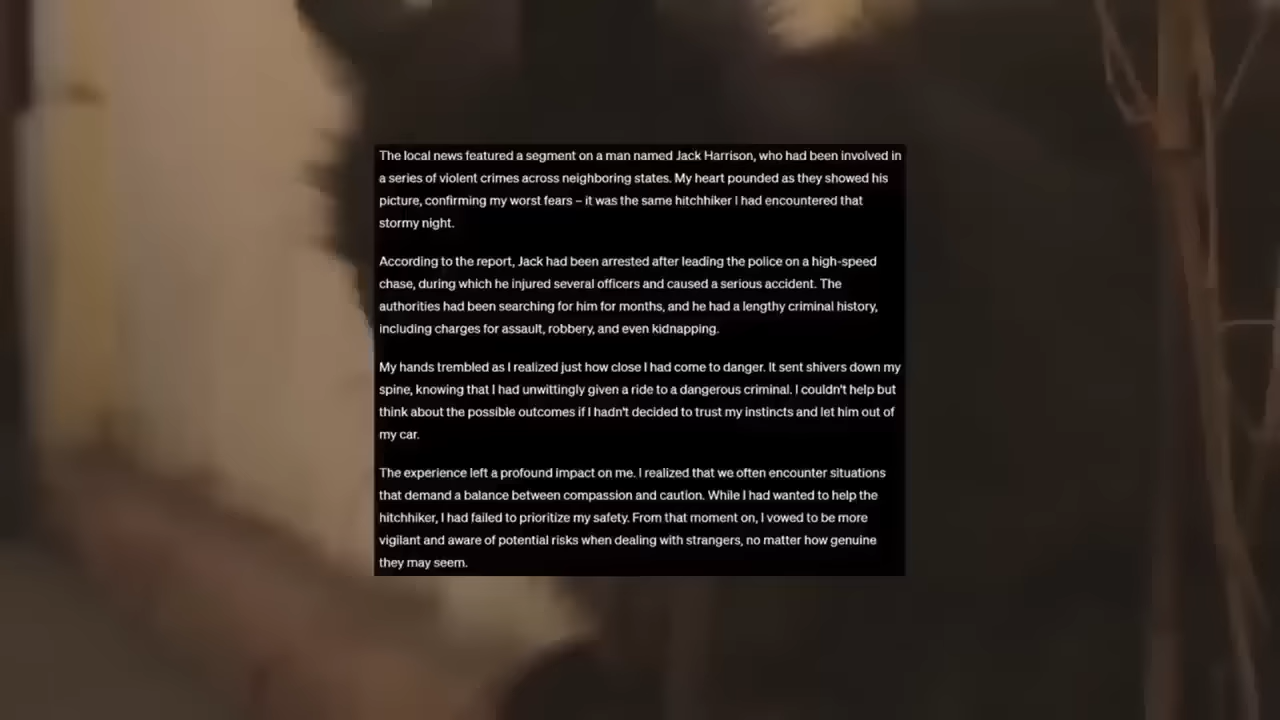 The local news featured a segment on a man named Jack Harrison, who had been involved in
a series of violent crimes across neighboring states. My heart pounded as they showed his
picture, confirming my worst fears – it was the same hitchhiker I had encountered that
stormy night.
According to the report, Jack had been arrested after leading the police on a high-speed
chase, during which he injured several officers and caused a serious accident. The
authorities had been searching for him for months, and he had a lengthy criminal history,
including charges for assault, robbery, and even kidnapping.
My hands trembled as I realized just how close I had come to danger. It sent shivers down my
spine, knowing that I had unwittingly given a ride to a dangerous criminal. I couldn't help but
think about the possible outcomes if I hadn't decided to trust my instincts and let him out of
my car.
The experience left a profound impact on me. I realized that we often encounter situations
that demand a balance between compassion and caution. While I had wanted to help the
hitchhiker, I had failed to prioritize my safety. From that moment on, I vowed to be more
vigilant and aware of potential risks when dealing with strangers, no matter how genuine
they may seem.